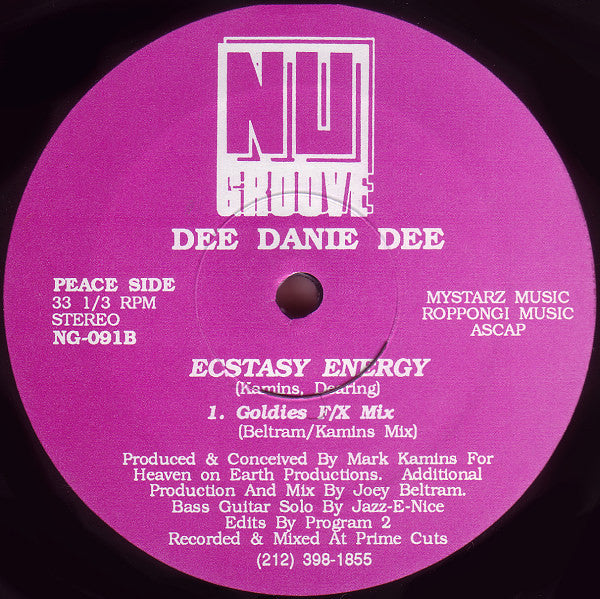 NU
GROOVE
DEE DANIE DEE
PEACE SIDE
33 1/3 RPM
STEREO
NG-091B
MYSTARZ MUSIC
ROPPONGI MUSIC
ASCAP
ECSTASY ENERGY
(Kamins, Dearing)
1. Goldies F/X Mix
(Beltram/Kamins Mix)
Produced & Conceived By Mark Kamins For
Heaven on Earth Productions. Additional
Production And Mix By Joey Beltram.
Bass Guitar Solo By Jazz-E-Nice
Edits By Program 2
Recorded & Mixed At Prime Cuts
(212) 398-1855